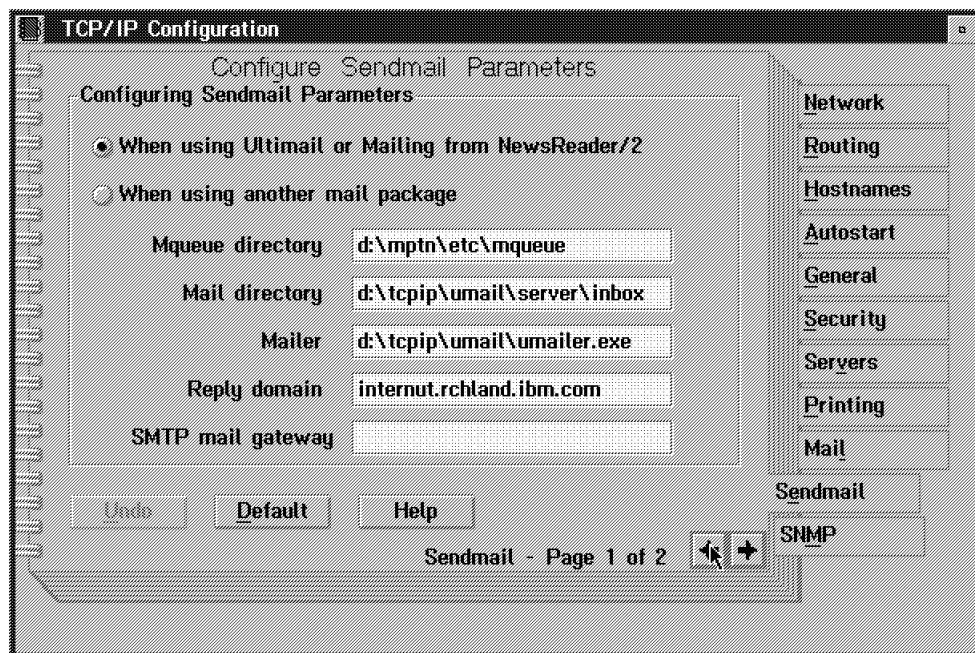 TCP/IP Configuration
Configure Sendmail Parameters
Configuring Sendmail Parameters
When using Ultimail or Mailing from NewsReader/2
When using another mail package
Mqueue directory d:\mptn\etc\mqueue
Mail directory d:\tcpip\umail\server\inbox
Mailer d:\tcpip\umail\umailer.exe
Reply domain internut.rchland.ibm.com
SMTP mail gateway
Undo Default Help
Sendmail - Page 1 of 2
Network
Routing
Hostnames
Autostart
General
Security
Servers
Printing
Mail
Sendmail
SNMP